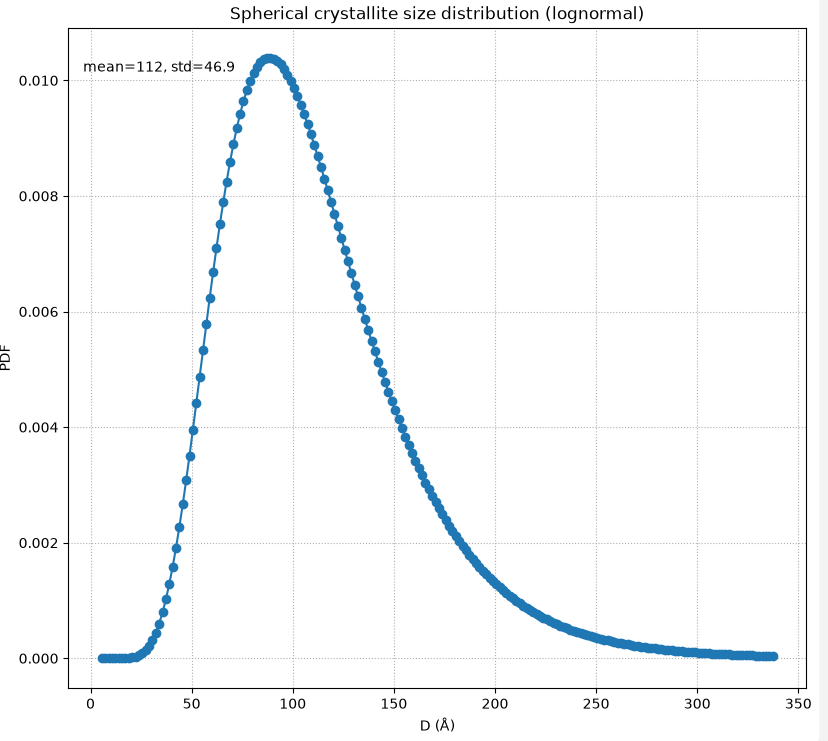 Spherical crystallite size distribution (lognormal)
mean=112, std=46.9
0.010
0.008
0.006
0.004
0.002
0.000
PDF
0 50 100 150 200 250 300 350
D (Å)